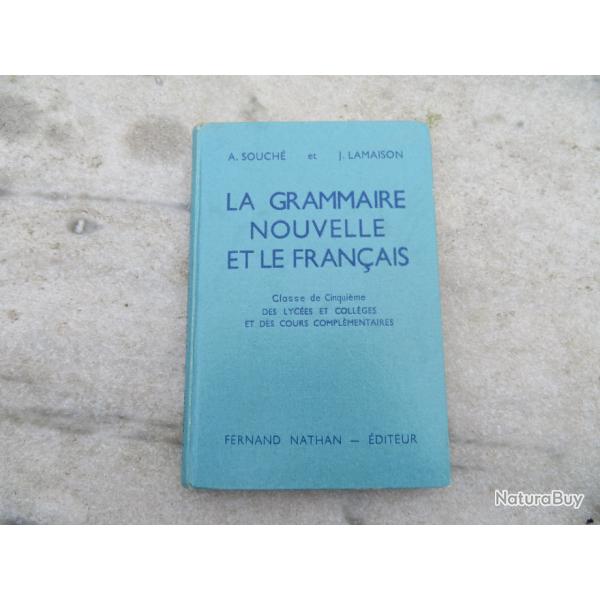 A. SOUCHÉ et J. LAMAISON
LA GRAMMAIRE
NOUVELLE
ET LE FRANÇAIS
Classe de Cinquième
DES LYCÉES ET COLLÈGES
ET DES COURS COMPLÉMENTAIRES
FERNAND NATHAN — ÉDITEUR
NaturaBuy